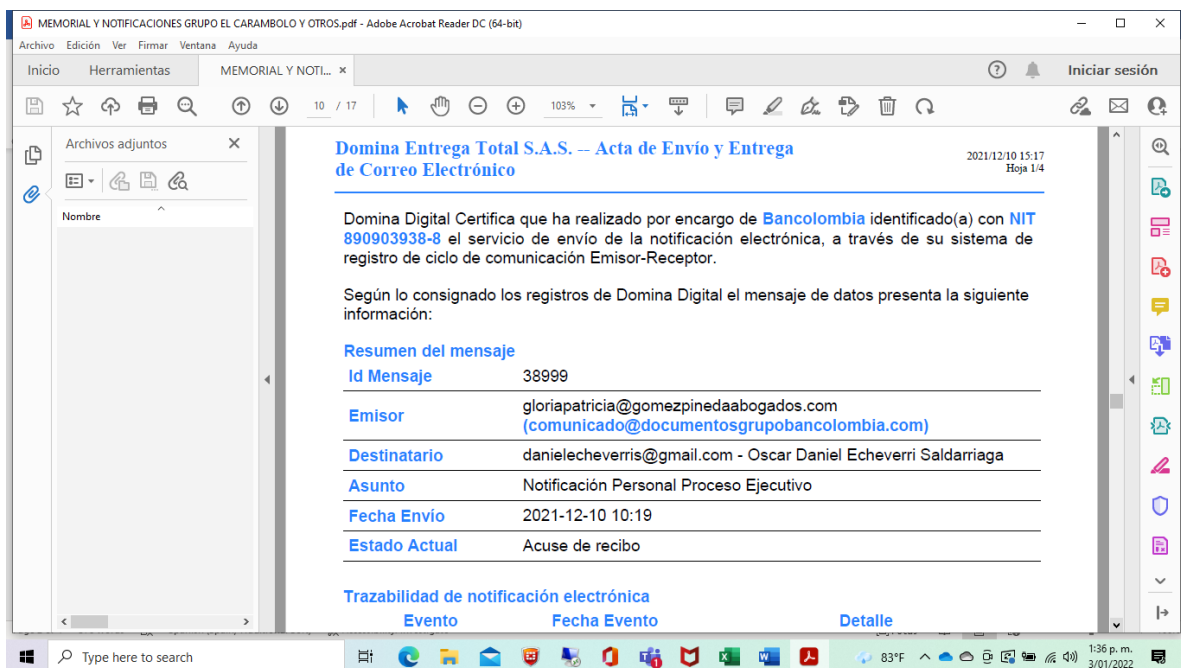 MEMORIAL Y NOTIFICACIONES GRUPO EL CARAMBOLO Y OTROS.pdf - Adobe Acrobat Reader DC (64-bit)
Archivo Edición Ver Firmar Ventana Ayuda
Inicio Herramientas MEMORIAL Y NOTI... × Iniciar sesión
10 / 17 103%
Archivos adjuntos
Nombre
Domina Entrega Total S.A.S. -- Acta de Envío y Entrega
de Correo Electrónico
2021/12/10 15:17
Hoja 1/4
Domina Digital Certifica que ha realizado por encargo de Bancolombia identificado(a) con NIT
890903938-8 el servicio de envío de la notificación electrónica, a través de su sistema de
registro de ciclo de comunicación Emisor-Receptor.
Según lo consignado los registros de Domina Digital el mensaje de datos presenta la siguiente
información:
Resumen del mensaje
Id Mensaje 38999
Emisor gloriapatricia@gomezpinedaabogados.com
(comunicado@documentosgrupobancolombia.com)
Destinatario danielecheverris@gmail.com - Oscar Daniel Echeverri Saldarriaga
Asunto Notificación Personal Proceso Ejecutivo
Fecha Envío 2021-12-10 10:19
Estado Actual Acuse de recibo
Trazabilidad de notificación electrónica
Evento Fecha Evento Detalle
Type here to search 83°F 1:36 p. m.
3/01/2022